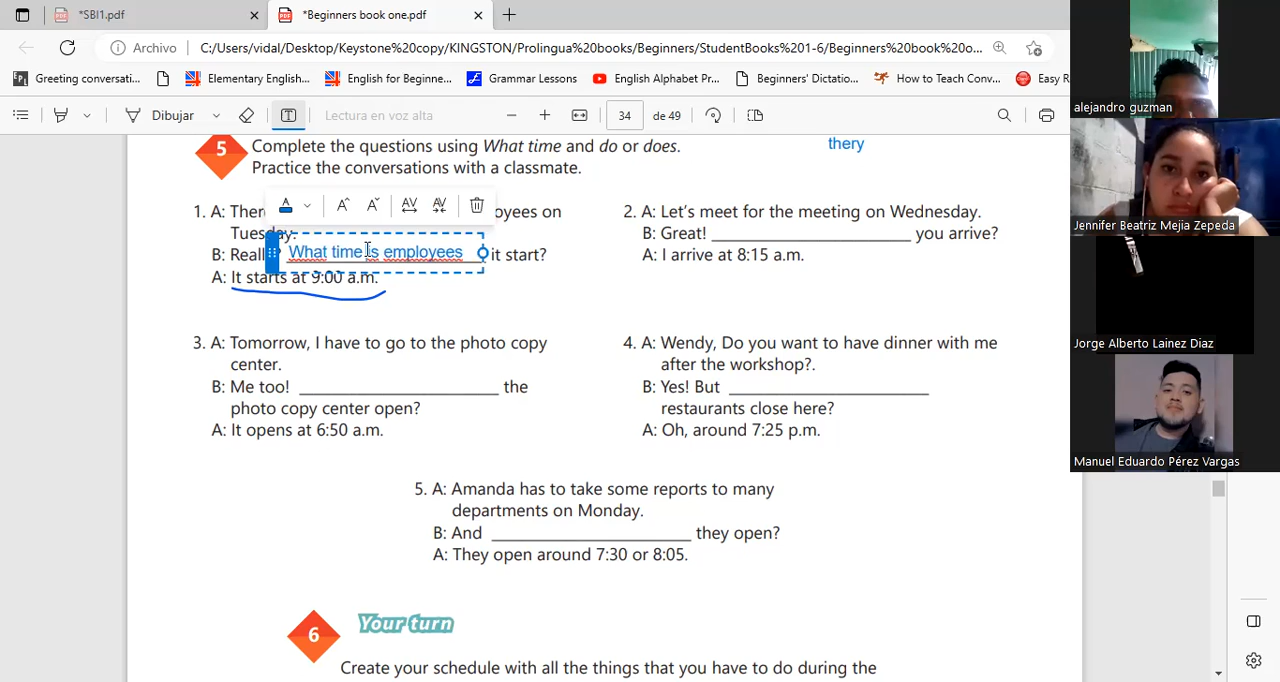 *SBI1.pdf
*Beginners book one.pdf
Archivo
C:/Users/vidal/Desktop/Keystone%20copy/KINGSTON/Prolingua%20books/Beginners/StudentBooks%201-6/Beginners%20book%20o...
Greeting conversati...
Elementary English...
English for Beginne...
Grammar Lessons
English Alphabet Pr...
Beginners' Dictatio...
How to Teach Conv...
Easy R
Dibujar
Lectura en voz alta
34
de 49
5
Complete the questions using What time and do or does.
Practice the conversations with a classmate.
thery
1. A: Ther
oyees on
Tuesday.
B: Reall
What time is employees
it start?
A: It starts at 9:00 a.m.
2. A: Let's meet for the meeting on Wednesday.
B: Great! ____________________ you arrive?
A: I arrive at 8:15 a.m.
3. A: Tomorrow, I have to go to the photo copy
center.
B: Me too! ____________________ the
photo copy center open?
A: It opens at 6:50 a.m.
4. A: Wendy, Do you want to have dinner with me
after the workshop?.
B: Yes! But ____________________
restaurants close here?
A: Oh, around 7:25 p.m.
5. A: Amanda has to take some reports to many
departments on Monday.
B: And ____________________ they open?
A: They open around 7:30 or 8:05.
6
Your turn
Create your schedule with all the things that you have to do during the
alejandro guzman
Jennifer Beatriz Mejia Zepeda
Jorge Alberto Lainez Diaz
Manuel Eduardo Pérez Vargas